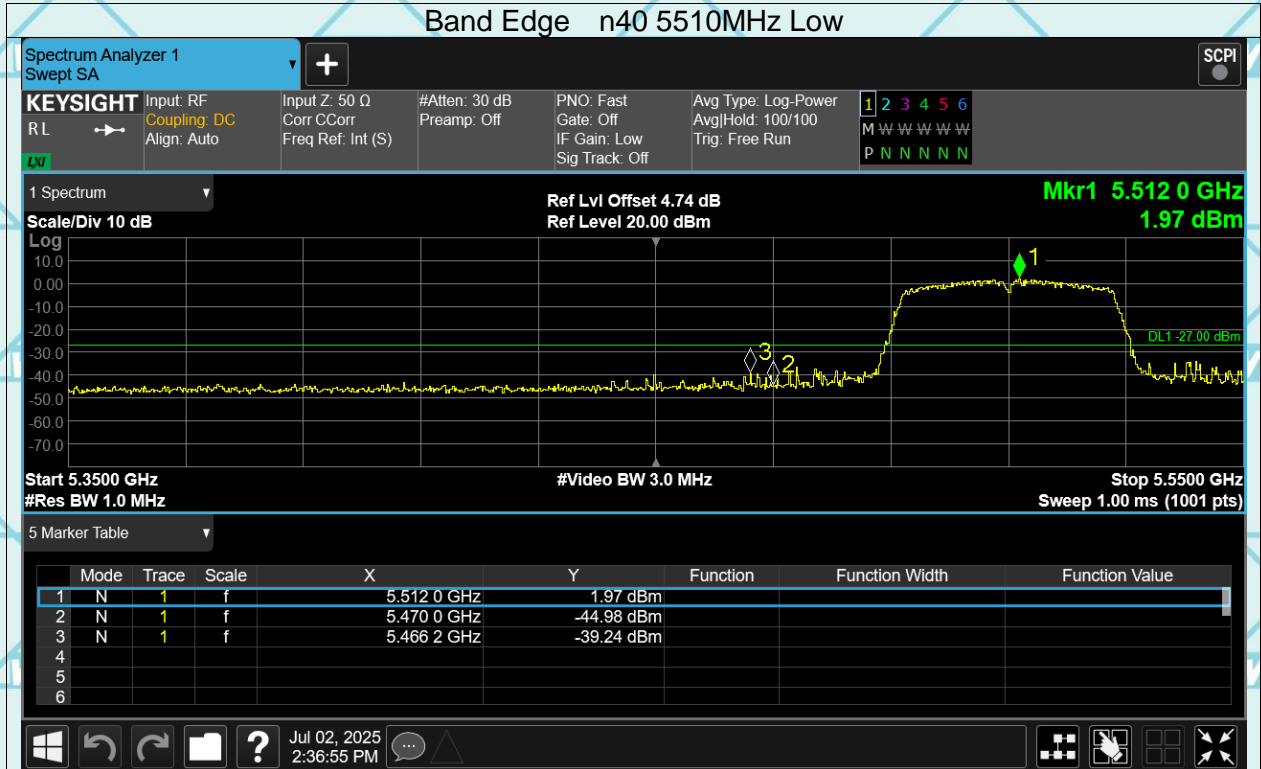 Band Edge n40 5510MHz Low
Spectrum Analyzer 1
Swept SA
SCPI
KEYSIGHT
RL
LXI
Input: RF
Coupling: DC
Align: Auto
Input Z: 50 Ω
Corr CCorr
Freq Ref: Int (S)
#Atten: 30 dB
Preamp: Off
PNO: Fast
Gate: Off
IF Gain: Low
Sig Track: Off
Avg Type: Log-Power
Avg|Hold: 100/100
Trig: Free Run
1 2 3 4 5 6
M W W W W W
P N N N N N
1 Spectrum
Ref Lvl Offset 4.74 dB
Mkr1 5.512 0 GHz
Scale/Div 10 dB
Ref Level 20.00 dBm
1.97 dBm
Log
10.0
0.00
-10.0
-20.0
-30.0
-40.0
-50.0
-60.0
-70.0
1
DL1 -27.00 dBm
3
2
Start 5.3500 GHz
#Video BW 3.0 MHz
Stop 5.5500 GHz
#Res BW 1.0 MHz
Sweep 1.00 ms (1001 pts)
5 Marker Table
Mode Trace Scale X Y Function Function Width Function Value
1 N 1 f 5.512 0 GHz 1.97 dBm
2 N 1 f 5.470 0 GHz -44.98 dBm
3 N 1 f 5.466 2 GHz -39.24 dBm
4
5
6
?
Jul 02, 2025
2:36:55 PM